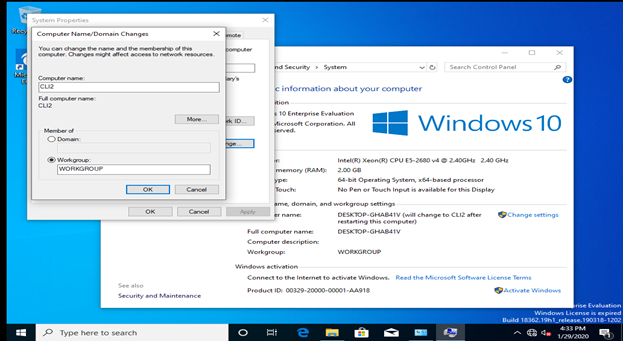 Recy
Mic
E
System Properties
mote
computer
ary's
rk ID...
nge...
OK
Cancel
Apply
Computer Name/Domain Changes
You can change the name and the membership of this
computer. Changes might affect access to network resources.
Computer name:
CLI2
Full computer name:
CLI2
More...
Member of
Domain:
Workgroup:
WORKGROUP
OK
Cancel
nd Security > System
Search Control Panel
ic information about your computer
dition
s 10 Enterprise Evaluation
Microsoft Corporation. All
served.
Windows 10
er:
Intel(R) Xeon(R) CPU E5-2680 v4 @ 2.40GHz 2.40 GHz
memory (RAM):
2.00 GB
ype:
64-bit Operating System, x64-based processor
Touch:
No Pen or Touch Input is available for this Display
name, domain, and workgroup settings
er name:
DESKTOP-GHAB41V (will change to CLI2 after
restarting this computer)
Change settings
Full computer name:
DESKTOP-GHAB41V
Computer description:
Workgroup:
WORKGROUP
Windows activation
Connect to the Internet to activate Windows.
Read the Microsoft Software License Terms
Product ID: 00329-20000-00001-AA918
Activate Windows
See also
Security and Maintenance
rise Evaluation
Windows License is expired
Build 18362.19h1_release.190318-1202
Type here to search
4:33 PM
1/29/2020